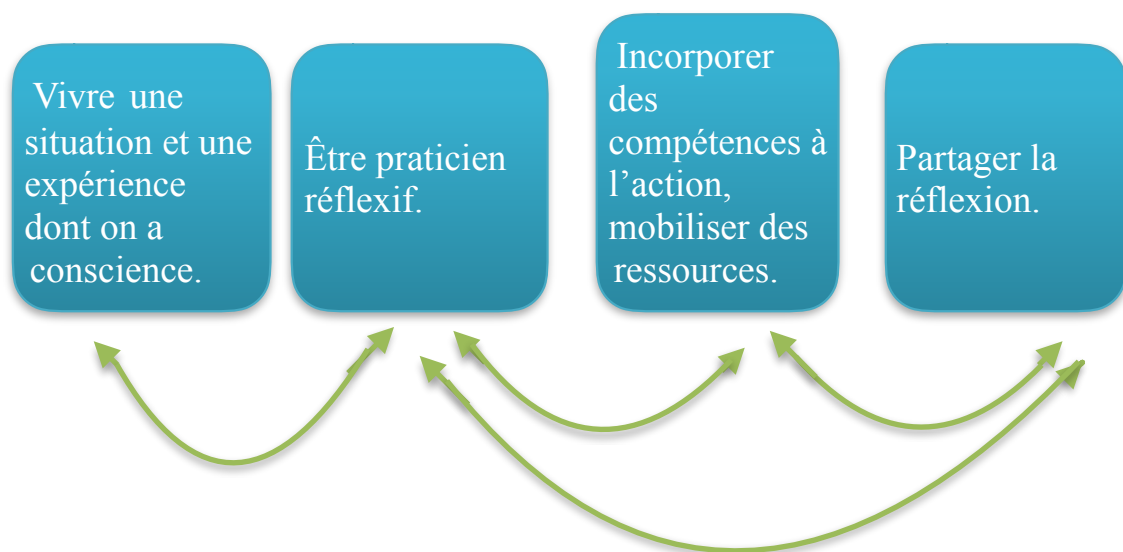 Vivre une
situation et une
expérience
dont on a
conscience.
Être praticien
réflexif.
Incorporer
des
compétences à
l’action,
mobiliser des
ressources.
Partager la
réflexion.